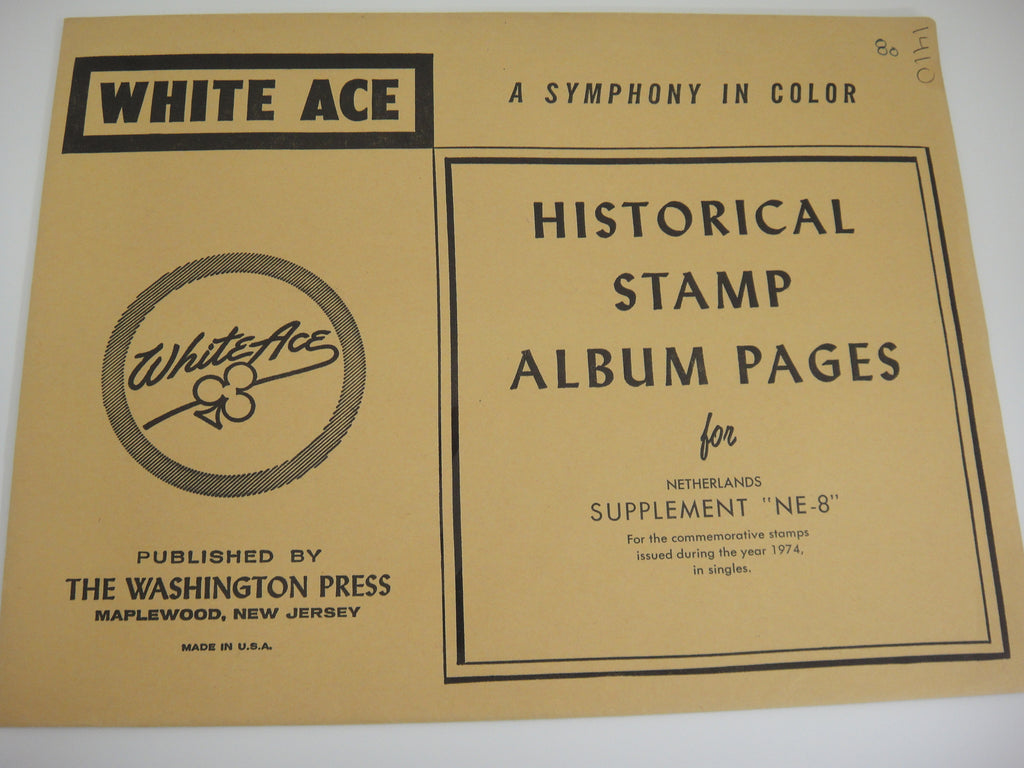 WHITE ACE
A SYMPHONY IN COLOR
80
1410
White Ace
PUBLISHED BY
THE WASHINGTON PRESS
MAPLEWOOD, NEW JERSEY
MADE IN U.S.A.
HISTORICAL
STAMP
ALBUM PAGES
for
NETHERLANDS
SUPPLEMENT "NE-8"
For the commemorative stamps
issued during the year 1974,
in singles.